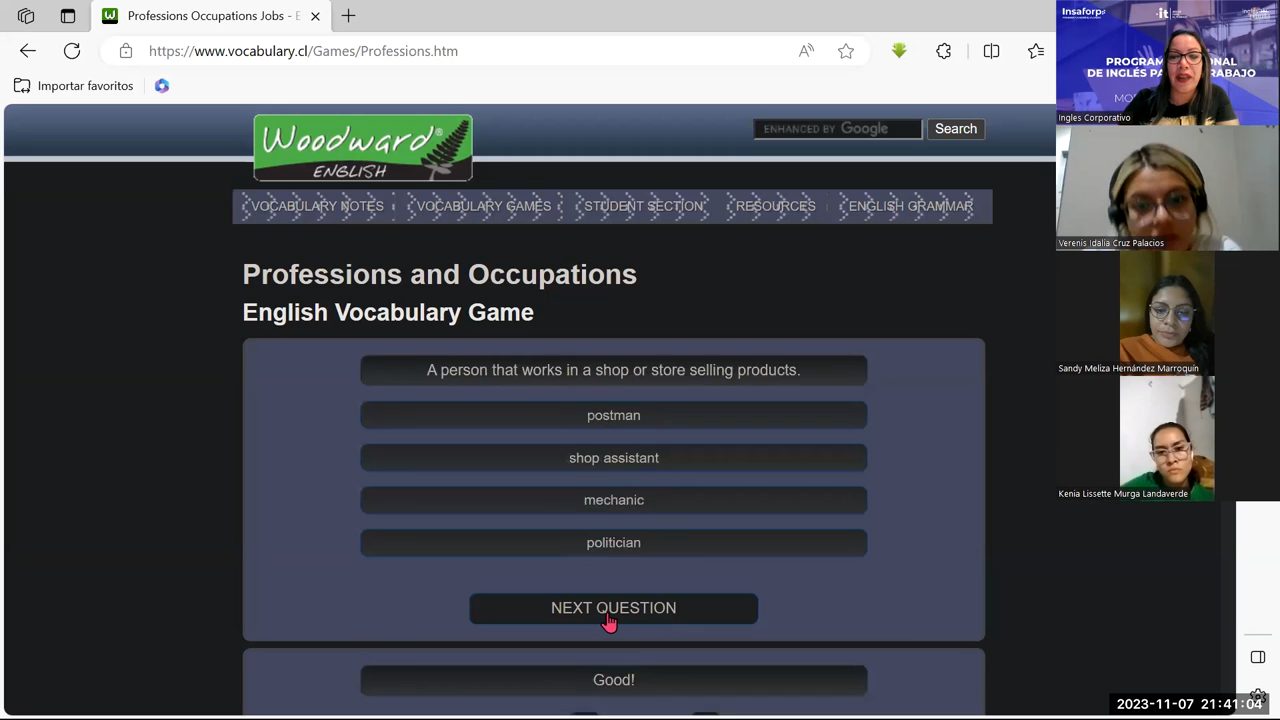 Professions Occupations Jobs - E
https://www.vocabulary.cl/Games/Professions.htm
Importar favoritos
Woodward®
ENGLISH
ENHANCED BY Google
Search
VOCABULARY NOTES
VOCABULARY GAMES
STUDENT SECTION
RESOURCES
ENGLISH GRAMMAR
Professions and Occupations
English Vocabulary Game
A person that works in a shop or store selling products.
postman
shop assistant
mechanic
politician
NEXT QUESTION
Good!
Insaforp
Ingles Corporativo
Verenis Idalia Cruz Palacios
Sandy Meliza Hernández Marroquín
Kenia Lissette Murga Landaverde
2023-11-07 21:41:04